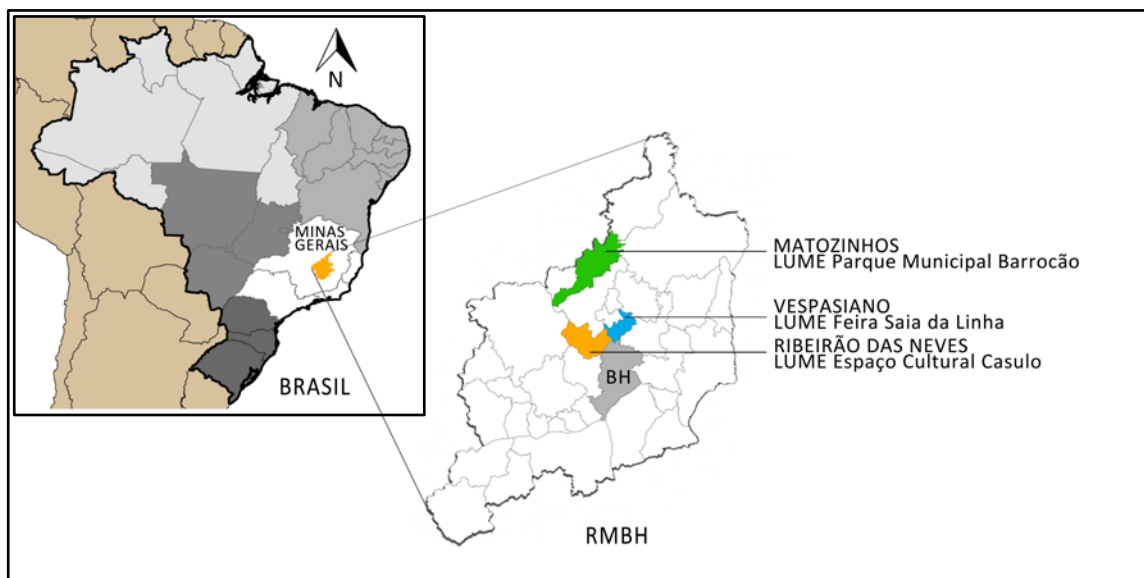 N
MINAS
GERAIS
BRASIL
MATOZINHOS
LUME Parque Municipal Barrocão
VESPASIANO
LUME Feira Saia da Linha
RIBEIRÃO DAS NEVES
LUME Espaço Cultural Casulo
BH
RMBH